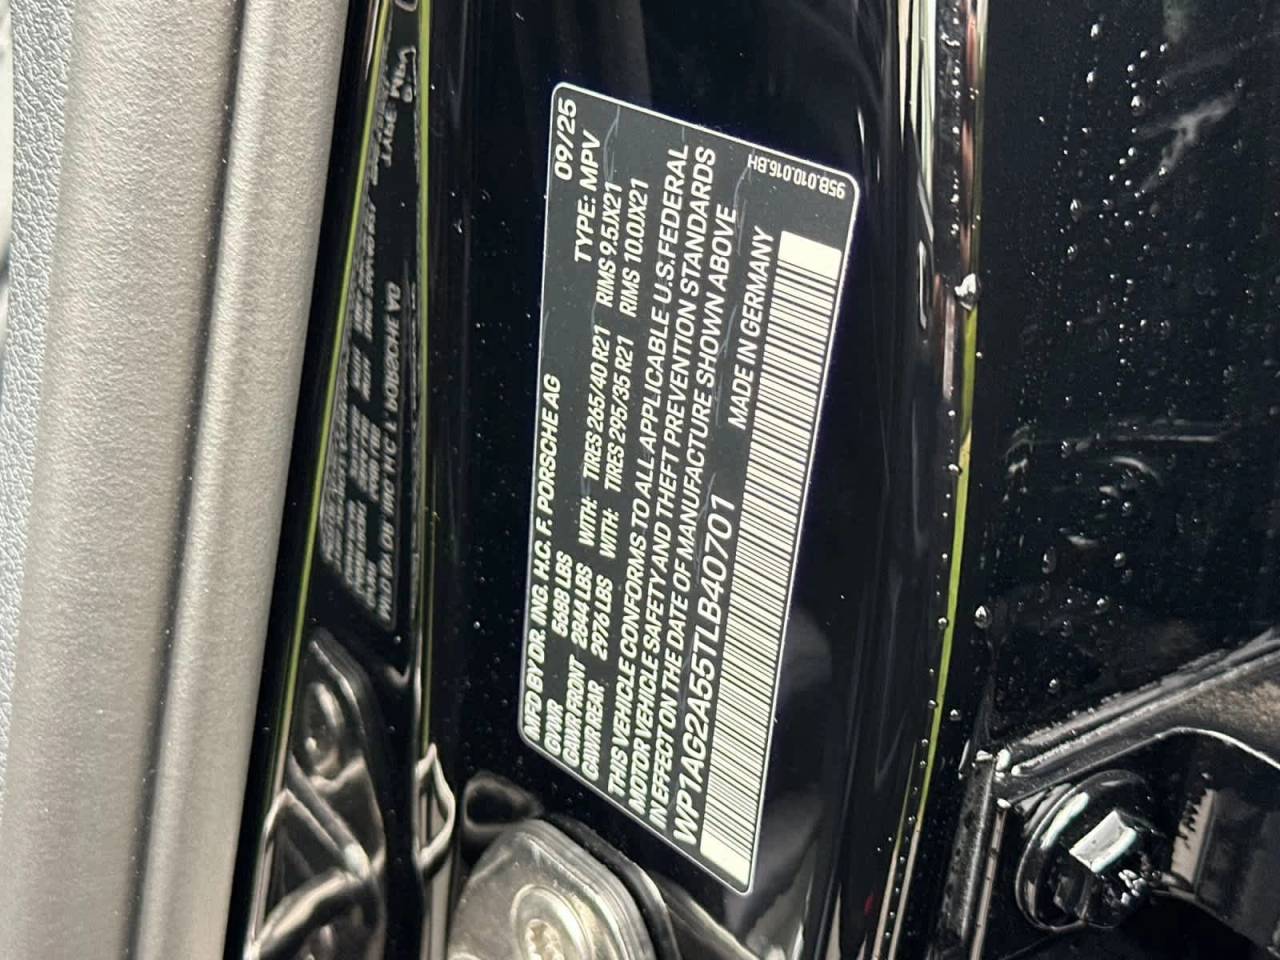 MFD BY DR. ING. H.C. F. PORSCHE AG 09/25
GVWR 5688 LBS TYPE: MPV
GAWR FRONT 2844 LBS WITH: TIRES 265/40 R21 RIMS 9.5JX21
GAWR REAR 2976 LBS WITH: TIRES 295/35 R21 RIMS 10.0JX21
THIS VEHICLE CONFORMS TO ALL APPLICABLE U.S. FEDERAL
MOTOR VEHICLE SAFETY AND THEFT PREVENTION STANDARDS
IN EFFECT ON THE DATE OF MANUFACTURE SHOWN ABOVE
WP1AG2A55TLB40701 MADE IN GERMANY
95B.010.016.BH